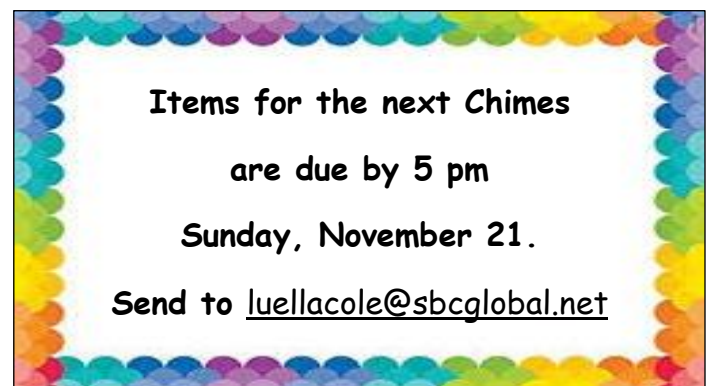 Items for the next Chimes
are due by 5 pm
Sunday, November 21.
Send to luellacole@sbcglobal.net